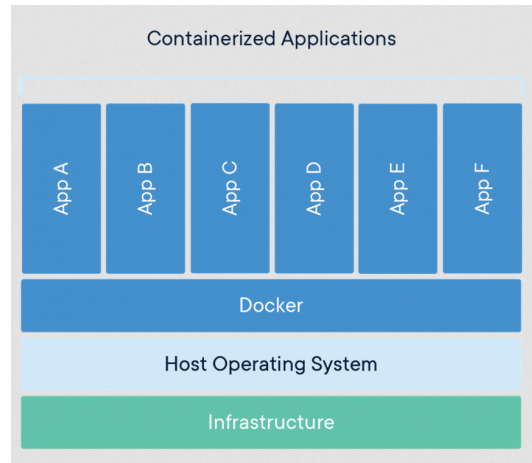 Containerized Applications
App A
App B
App C
App D
App E
App F
Docker
Host Operating System
Infrastructure